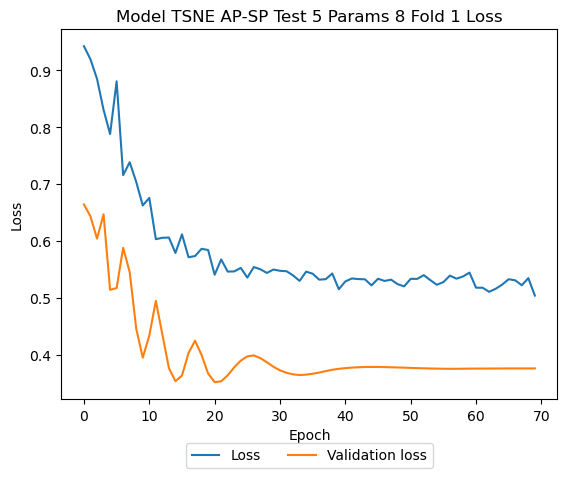 Model TSNE AP-SP Test 5 Params 8 Fold 1 Loss
0.9
0.8
0.7
0.6
0.5
0.4
Loss
0 10 20 30 40 50 60 70
Epoch
Loss Validation loss